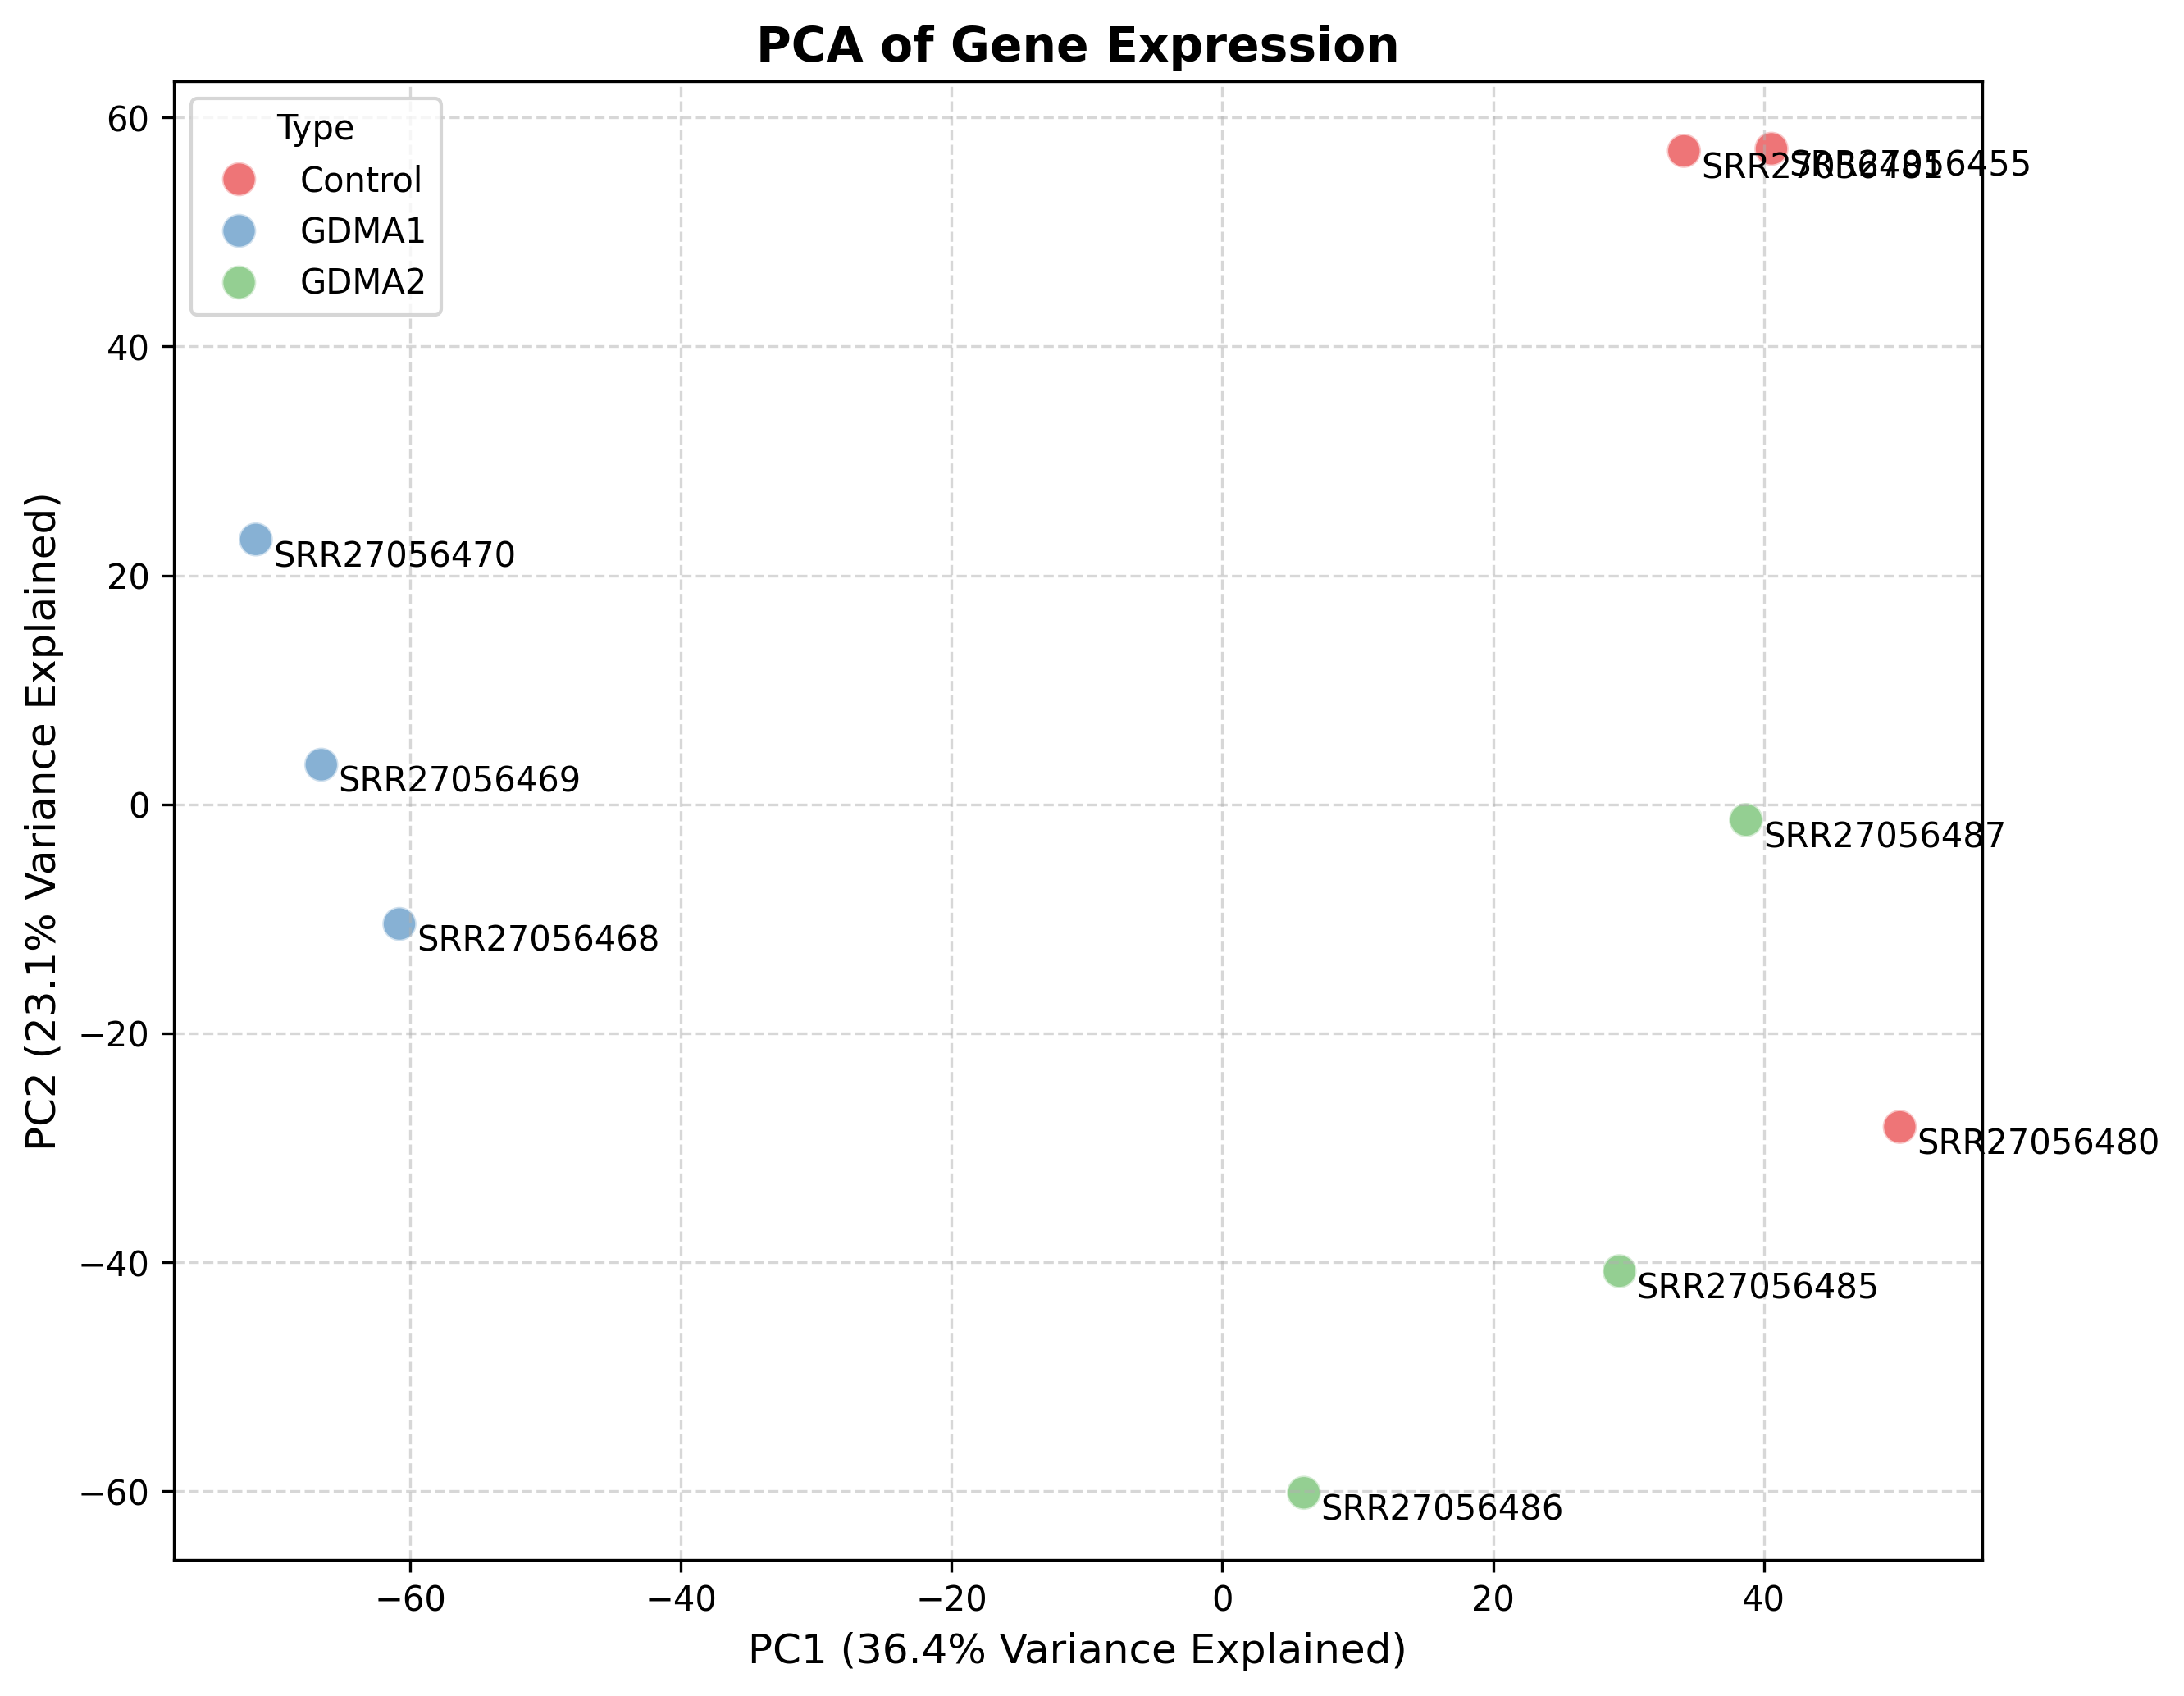 PCA of Gene Expression
Type
Control
GDMA1
GDMA2
60
40
20
0
−20
−40
−60
PC2 (23.1% Variance Explained)
SRR27056481
SRR27056455
SRR27056470
SRR27056469
SRR27056487
SRR27056468
SRR27056480
SRR27056485
SRR27056486
−60
−40
−20
0
20
40
PC1 (36.4% Variance Explained)